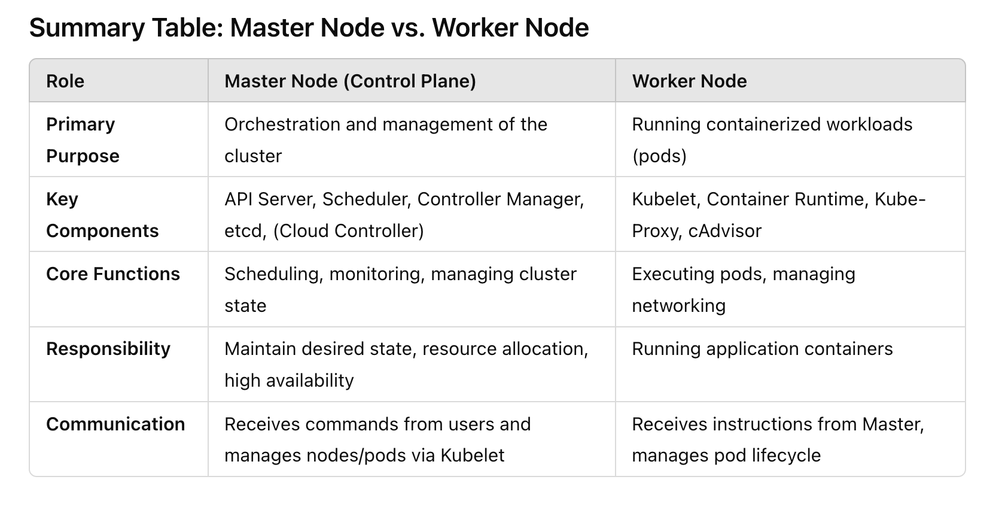 Summary Table: Master Node vs. Worker Node
Role
Master Node (Control Plane)
Worker Node
Primary
Purpose
Orchestration and management of the
cluster
Running containerized workloads
(pods)
Key
Components
API Server, Scheduler, Controller Manager,
etcd, (Cloud Controller)
Kubelet, Container Runtime, Kube-
Proxy, cAdvisor
Core Functions
Scheduling, monitoring, managing cluster
state
Executing pods, managing
networking
Responsibility
Maintain desired state, resource allocation,
high availability
Running application containers
Communication
Receives commands from users and
manages nodes/pods via Kubelet
Receives instructions from Master,
manages pod lifecycle